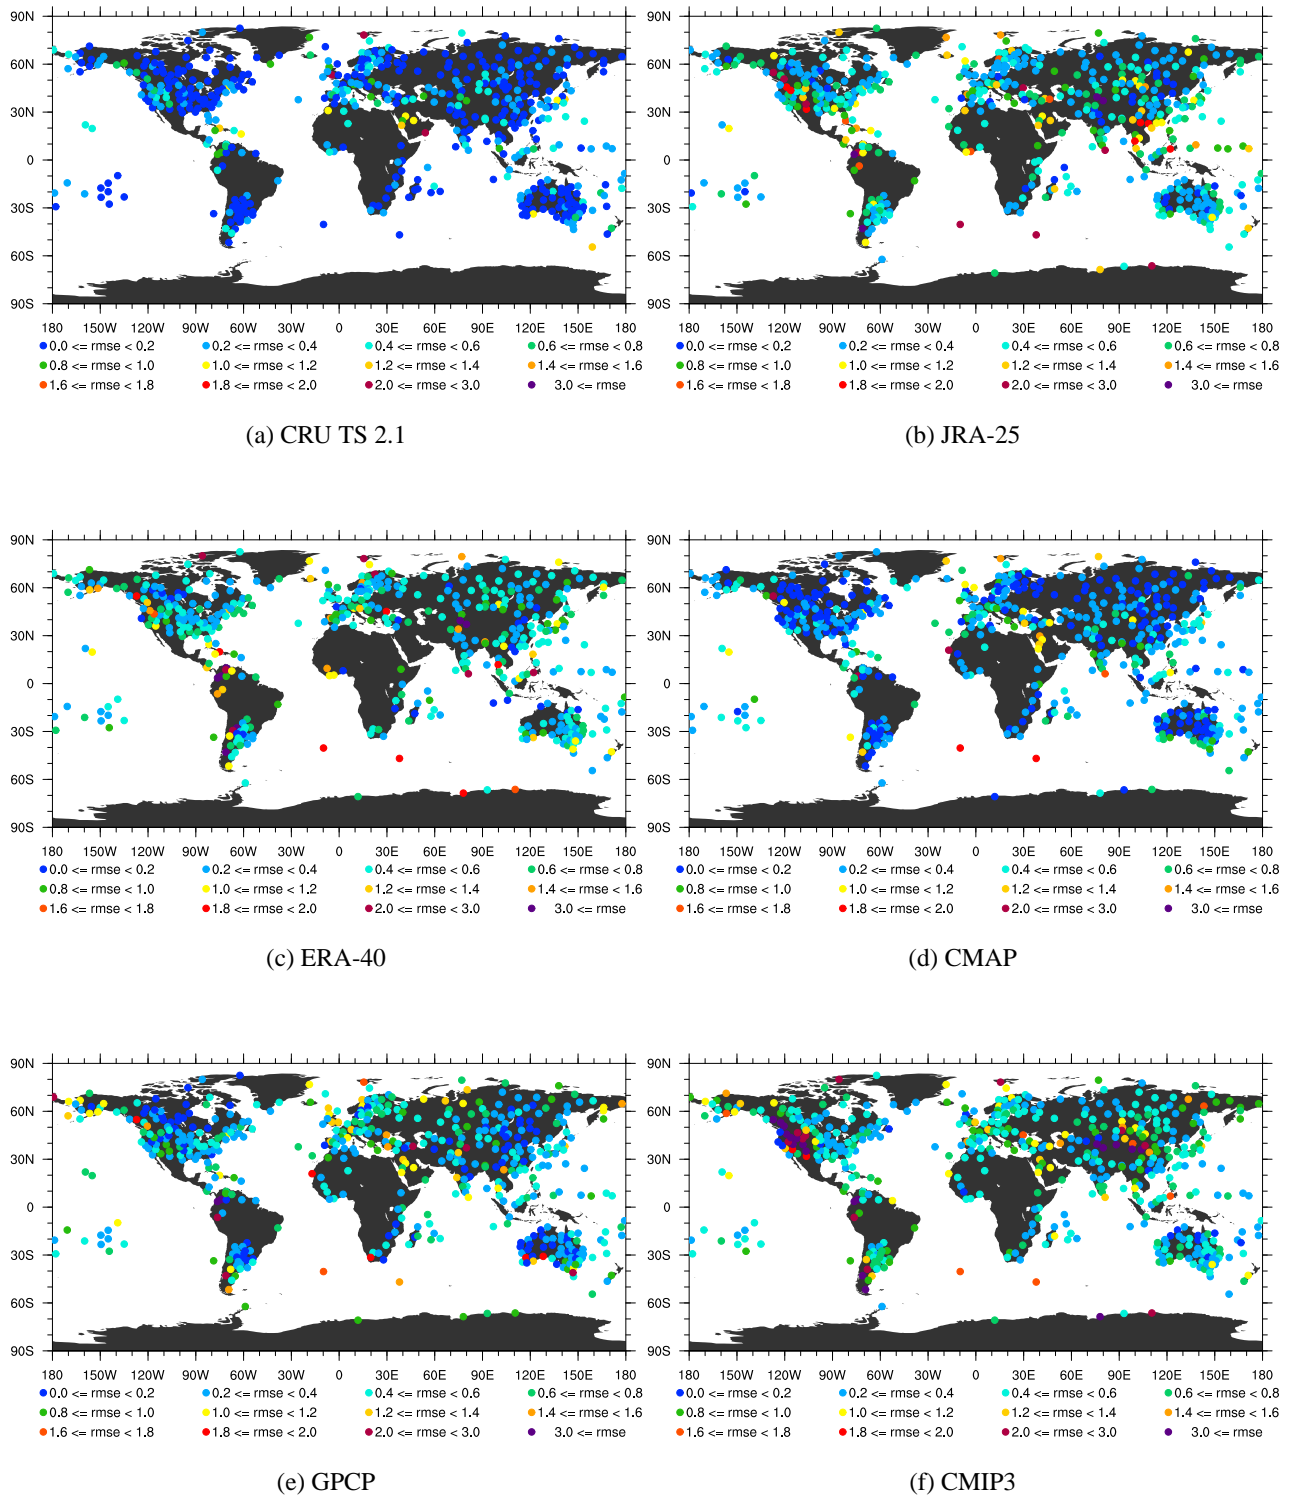 90N 90N
60N 60N
30N 30N
0 0
30S 30S
60S 60S
90S 90S
180 150W 120W 90W 60W 30W 0 30E 60E 90E 120E 150E 180 180 150W 120W 90W 60W 30W 0 30E 60E 90E 120E 150E 180
0.0 <= rmse < 0.2 0.2 <= rmse < 0.4 0.4 <= rmse < 0.6 0.6 <= rmse < 0.8 0.0 <= rmse < 0.2 0.2 <= rmse < 0.4 0.4 <= rmse < 0.6 0.6 <= rmse < 0.8
0.8 <= rmse < 1.0 1.0 <= rmse < 1.2 1.2 <= rmse < 1.4 1.4 <= rmse < 1.6 0.8 <= rmse < 1.0 1.0 <= rmse < 1.2 1.2 <= rmse < 1.4 1.4 <= rmse < 1.6
1.6 <= rmse < 1.8 1.8 <= rmse < 2.0 2.0 <= rmse < 3.0 3.0 <= rmse 1.6 <= rmse < 1.8 1.8 <= rmse < 2.0 2.0 <= rmse < 3.0 3.0 <= rmse
(a) CRU TS 2.1 (b) JRA-25
90N 90N
60N 60N
30N 30N
0 0
30S 30S
60S 60S
90S 90S
180 150W 120W 90W 60W 30W 0 30E 60E 90E 120E 150E 180 180 150W 120W 90W 60W 30W 0 30E 60E 90E 120E 150E 180
0.0 <= rmse < 0.2 0.2 <= rmse < 0.4 0.4 <= rmse < 0.6 0.6 <= rmse < 0.8 0.0 <= rmse < 0.2 0.2 <= rmse < 0.4 0.4 <= rmse < 0.6 0.6 <= rmse < 0.8
0.8 <= rmse < 1.0 1.0 <= rmse < 1.2 1.2 <= rmse < 1.4 1.4 <= rmse < 1.6 0.8 <= rmse < 1.0 1.0 <= rmse < 1.2 1.2 <= rmse < 1.4 1.4 <= rmse < 1.6
1.6 <= rmse < 1.8 1.8 <= rmse < 2.0 2.0 <= rmse < 3.0 3.0 <= rmse 1.6 <= rmse < 1.8 1.8 <= rmse < 2.0 2.0 <= rmse < 3.0 3.0 <= rmse
(c) ERA-40 (d) CMAP
90N 90N
60N 60N
30N 30N
0 0
30S 30S
60S 60S
90S 90S
180 150W 120W 90W 60W 30W 0 30E 60E 90E 120E 150E 180 180 150W 120W 90W 60W 30W 0 30E 60E 90E 120E 150E 180
0.0 <= rmse < 0.2 0.2 <= rmse < 0.4 0.4 <= rmse < 0.6 0.6 <= rmse < 0.8 0.0 <= rmse < 0.2 0.2 <= rmse < 0.4 0.4 <= rmse < 0.6 0.6 <= rmse < 0.8
0.8 <= rmse < 1.0 1.0 <= rmse < 1.2 1.2 <= rmse < 1.4 1.4 <= rmse < 1.6 0.8 <= rmse < 1.0 1.0 <= rmse < 1.2 1.2 <= rmse < 1.4 1.4 <= rmse < 1.6
1.6 <= rmse < 1.8 1.8 <= rmse < 2.0 2.0 <= rmse < 3.0 3.0 <= rmse 1.6 <= rmse < 1.8 1.8 <= rmse < 2.0 2.0 <= rmse < 3.0 3.0 <= rmse
(e) GPCP (f) CMIP3